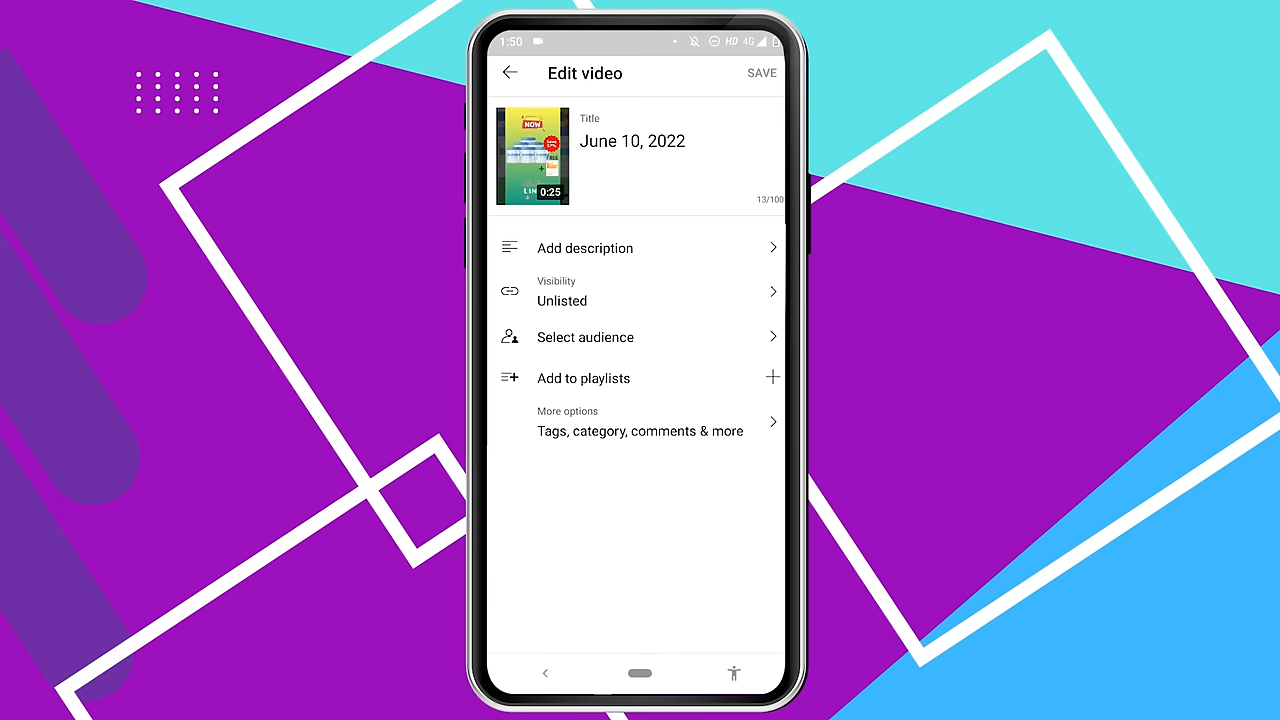 1:50 HD 4G
Edit video
SAVE
Title
June 10, 2022
NOW
LIN
0:25
13/100
Add description
Visibility
Unlisted
Select audience
Add to playlists
More options
Tags, category, comments & more